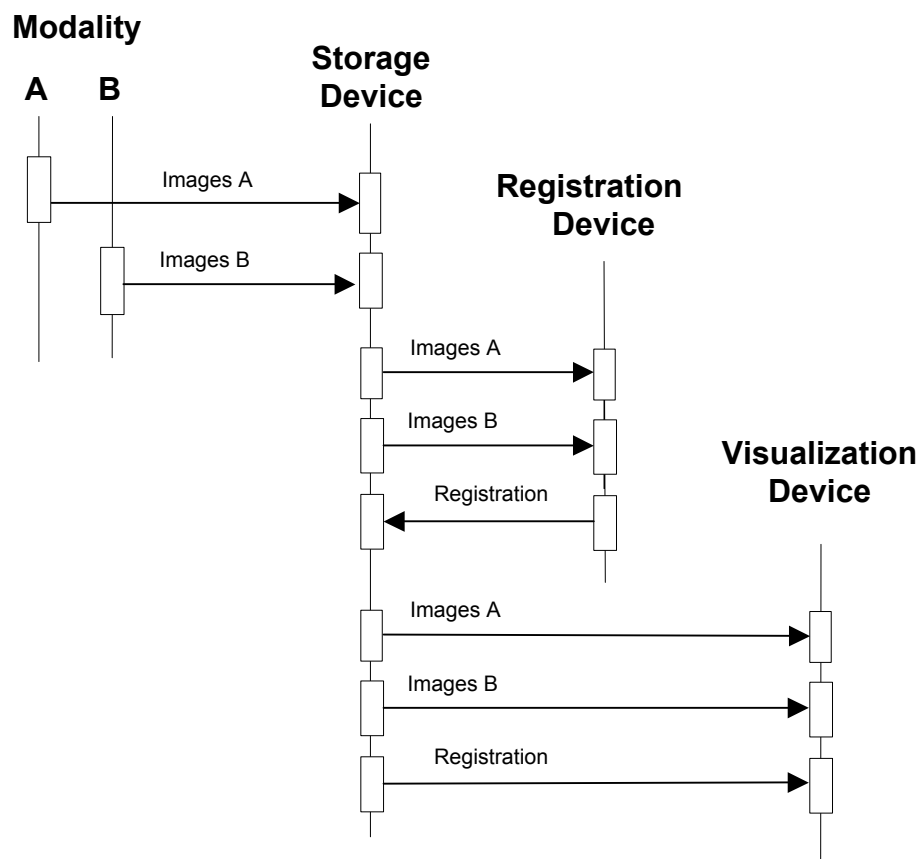 Modality
A B
Storage
Device
Images A
Registration
Device
Images B
Images A
Images B
Visualization
Device
Registration
Images A
Images B
Registration